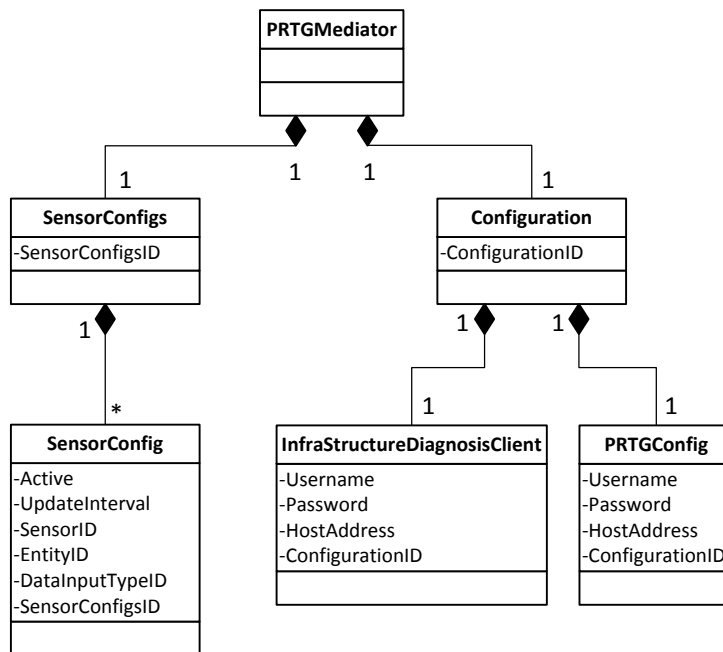 PRTGMediator
1
1
1
1
SensorConfigs
-SensorConfigsID
Configuration
-ConfigurationID
1
1
1
*
1
1
SensorConfig
-Active
-UpdateInterval
-SensorID
-EntityID
-DataInputTypeID
-SensorConfigsID
InfraStructureDiagnosisClient
-Username
-Password
-HostAddress
-ConfigurationID
PRTGConfig
-Username
-Password
-HostAddress
-ConfigurationID